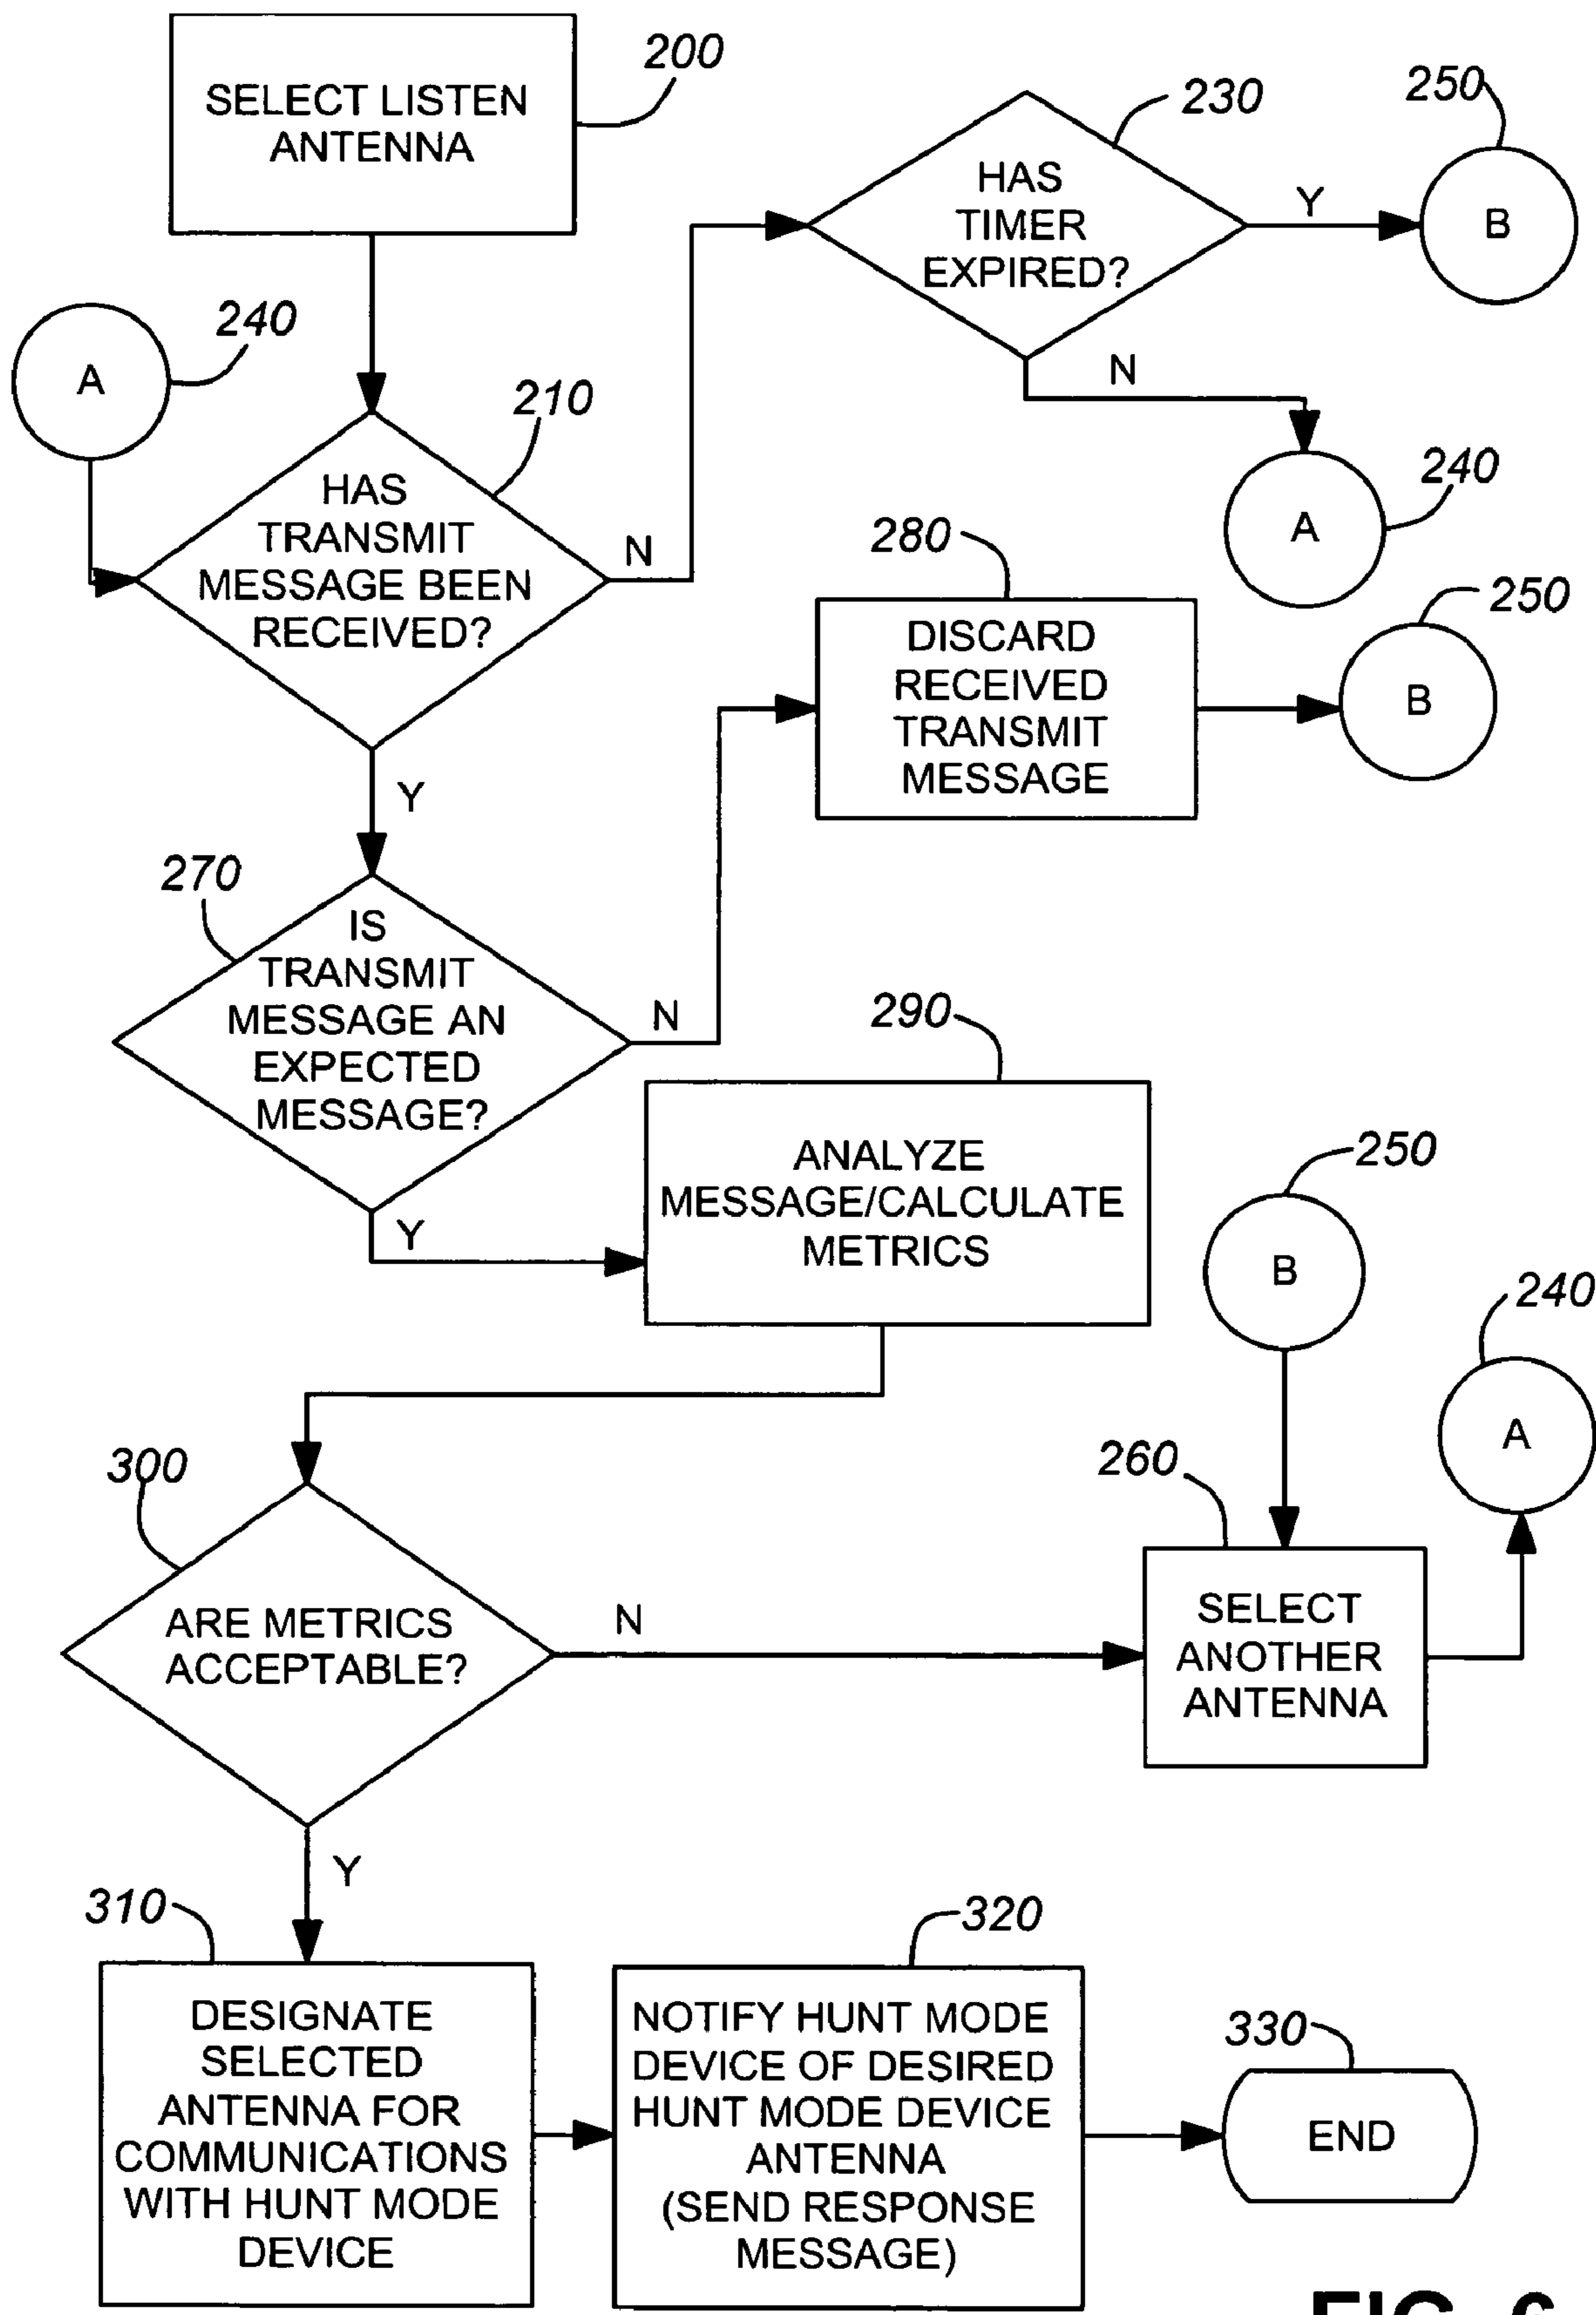 SELECT LISTEN
ANTENNA
200
HAS
TIMER
EXPIRED?
230
Y
B
250
N
A
240
A
240
HAS
TRANSMIT
MESSAGE BEEN
RECEIVED?
210
N
Y
DISCARD
RECEIVED
TRANSMIT
MESSAGE
280
B
250
IS
TRANSMIT
MESSAGE AN
EXPECTED
MESSAGE?
270
N
Y
ANALYZE
MESSAGE/CALCULATE
METRICS
290
B
250
A
240
ARE METRICS
ACCEPTABLE?
300
N
SELECT
ANOTHER
ANTENNA
260
Y
DESIGNATE
SELECTED
ANTENNA FOR
COMMUNICATIONS
WITH HUNT MODE
DEVICE
310
NOTIFY HUNT MODE
DEVICE OF DESIRED
HUNT MODE DEVICE
ANTENNA
(SEND RESPONSE
MESSAGE)
320
END
330
FIG. 6